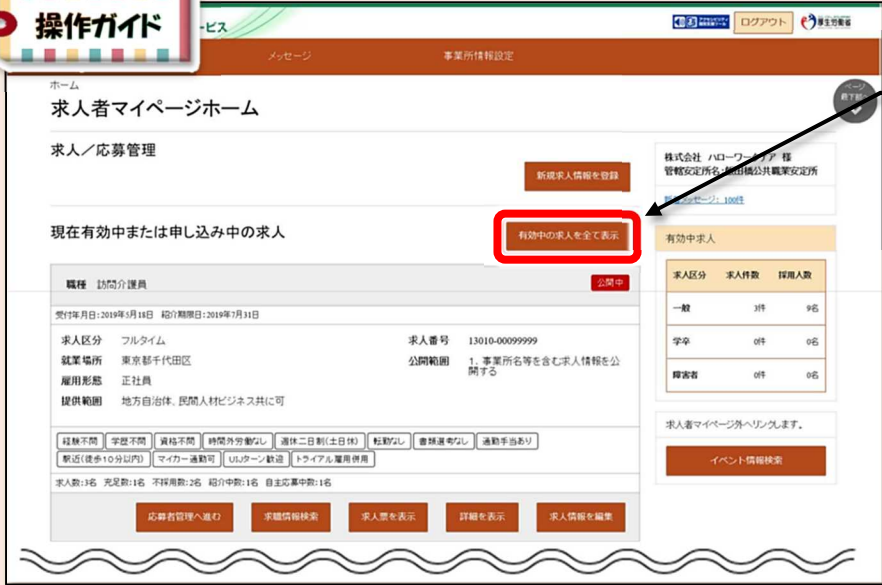 操作ガイド
ービス
ログアウト
厚生労働省
メッセージ
事業所情報設定
ホーム
求人者マイページホーム
求人/応募管理
新規求人情報を登録
株式会社 ハローワークケア 様
管轄安定所名:飯田橋公共職業安定所
新着メッセージ: 100件
現在有効中または申し込み中の求人
有効中の求人を全て表示
有効中求人
求人区分 求人件数 採用人数
一般 3件 9名
学卒 0件 0名
障害者 0件 0名
職種 訪問介護員
公開中
受付年月日:2019年5月18日 紹介期限日:2019年7月31日
求人区分 フルタイム
求人番号 13010-00099999
就業場所 東京都千代田区
公開範囲 1. 事業所名等を含む求人情報を公
開する
雇用形態 正社員
提供範囲 地方自治体、民間人材ビジネス共に可
経験不問 学歴不問 資格不問 時間外労働なし 週休二日制(土日休) 転勤なし 書類選考なし 通勤手当あり
駅近(徒歩10分以内) マイカー通勤可 UIJターン歓迎 トライアル雇用併用
求人数:3名 充足数:1名 不採用数:2名 紹介中数:1名 自主応募中数:1名
応募者管理へ進む 求職情報検索 求人票を表示 詳細を表示 求人情報を編集
求人者マイページ外へリンクします。
イベント情報検索